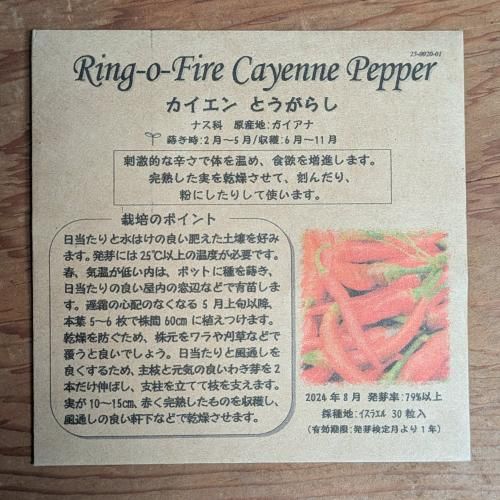 23-0020-01
Ring-o-Fire Cayenne Pepper
カイエン とうがらし
ナス科 原産地:ガイアナ
蒔き時:2月〜5月/収穫:6月〜11月
刺激的な辛さで体を温め、食欲を増進します。
完熟した実を乾燥させて、刻んだり、
粉にしたりして使います。
栽培のポイント
日当たりと水はけの良い肥えた土壌を好み
ます。発芽には25℃以上の温度が必要です。
春、気温が低い内は、ポットに種を蒔き、
日当たりの良い屋内の窓辺などで育苗しま
す。遅霜の心配のなくなる5月上旬以降、
本葉5〜6枚で株間60cmに植えつけます。
乾燥を防ぐため、株元をワラや刈草などで
覆うと良いでしょう。日当たりと風通しを
良くするため、主枝と元気の良いわき芽を2
本だけ伸ばし、支柱を立てて枝を支えます。
実が10〜15cm、赤く完熟したものを収穫し、
風通しの良い軒下などで乾燥させます。
2024年8月 発芽率:79%以上
採種地:イスラエル 30粒入
(有効期限:発芽検定月より1年)